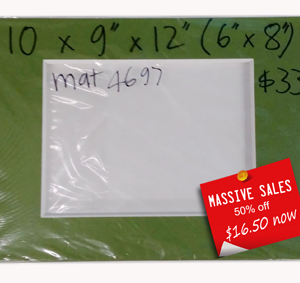 10 x 9" x 12" (6" x 8")
mat 4697
$33
MASSIVE SALES
50% off
$16.50 now